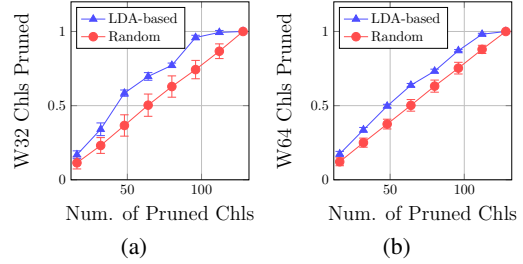 W32 Chls Pruned
1
0.5
0
LDA-based
Random
50
100
Num. of Pruned Chls
(a)
W64 Chls Pruned
1
0.5
0
LDA-based
Random
50
100
Num. of Pruned Chls
(b)